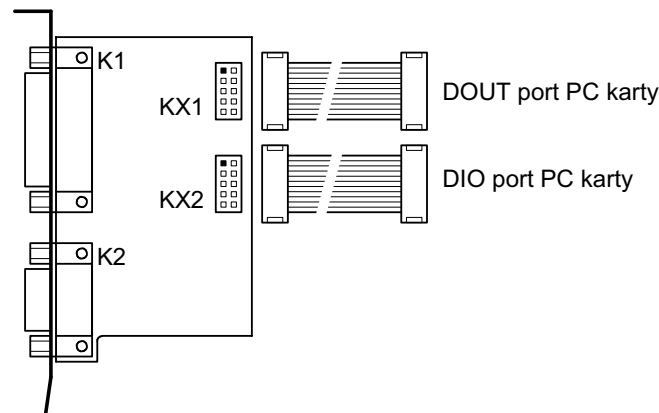 K1
KX1
DOUT port PC karty
KX2
DIO port PC karty
K2